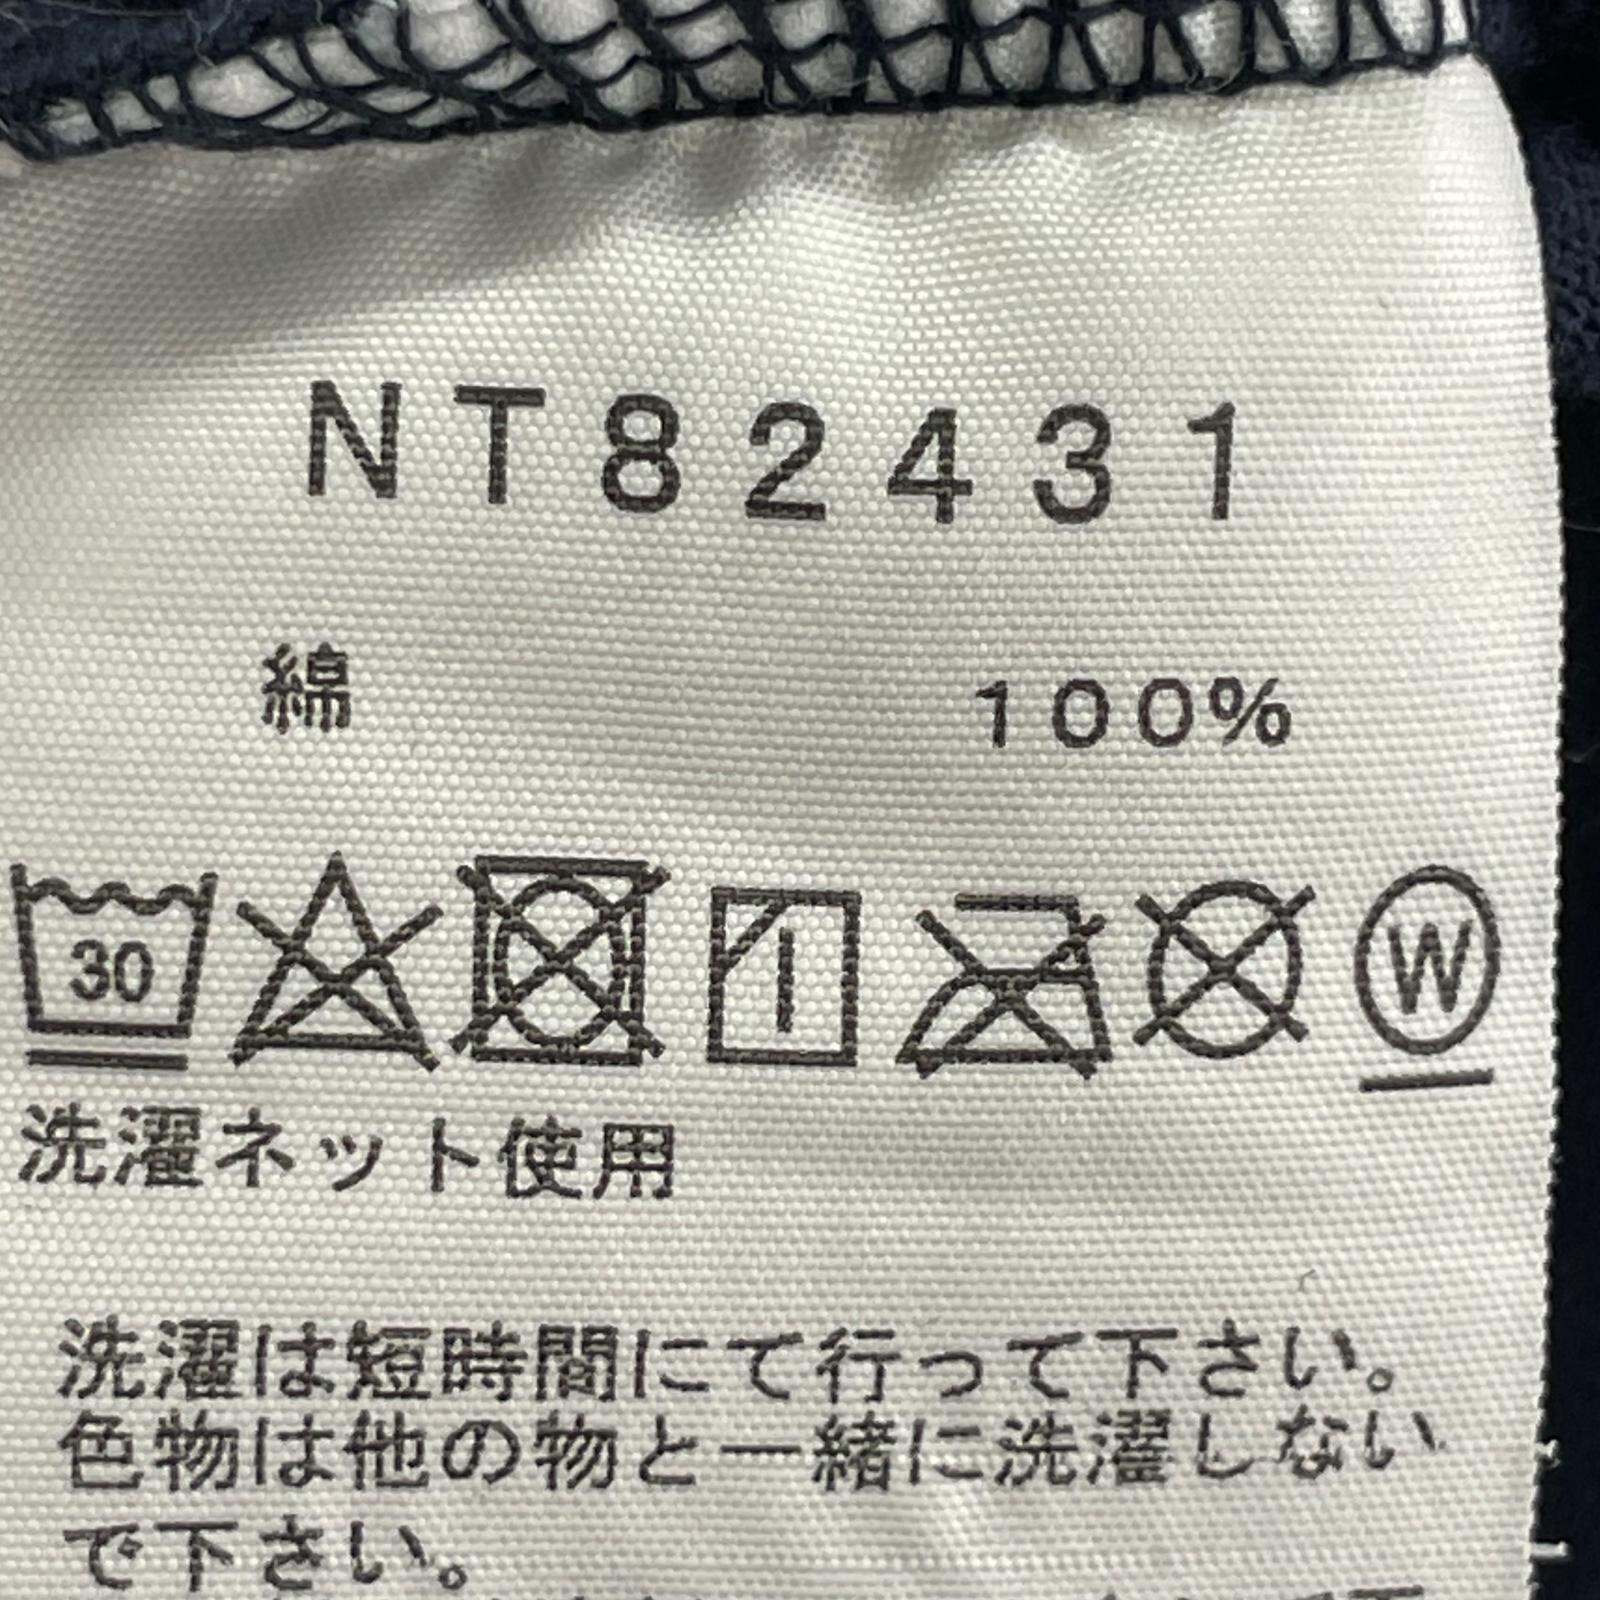 NT82431
綿 100%
30 W
洗濯ネット使用
洗濯は短時間にて行って下さい。
色物は他の物と一緒に洗濯しない
で下さい。